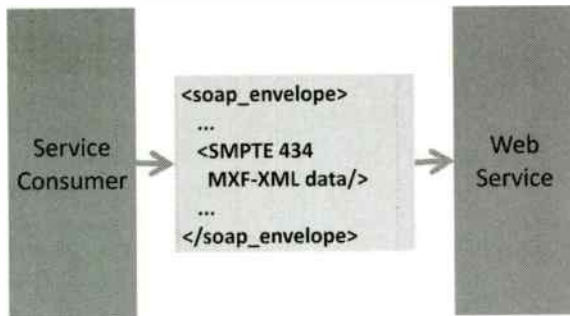 Service
Consumer
<soap_envelope>
...
<SMPTE 434
MXF-XML data/>
...
</soap_envelope>
Web
Service